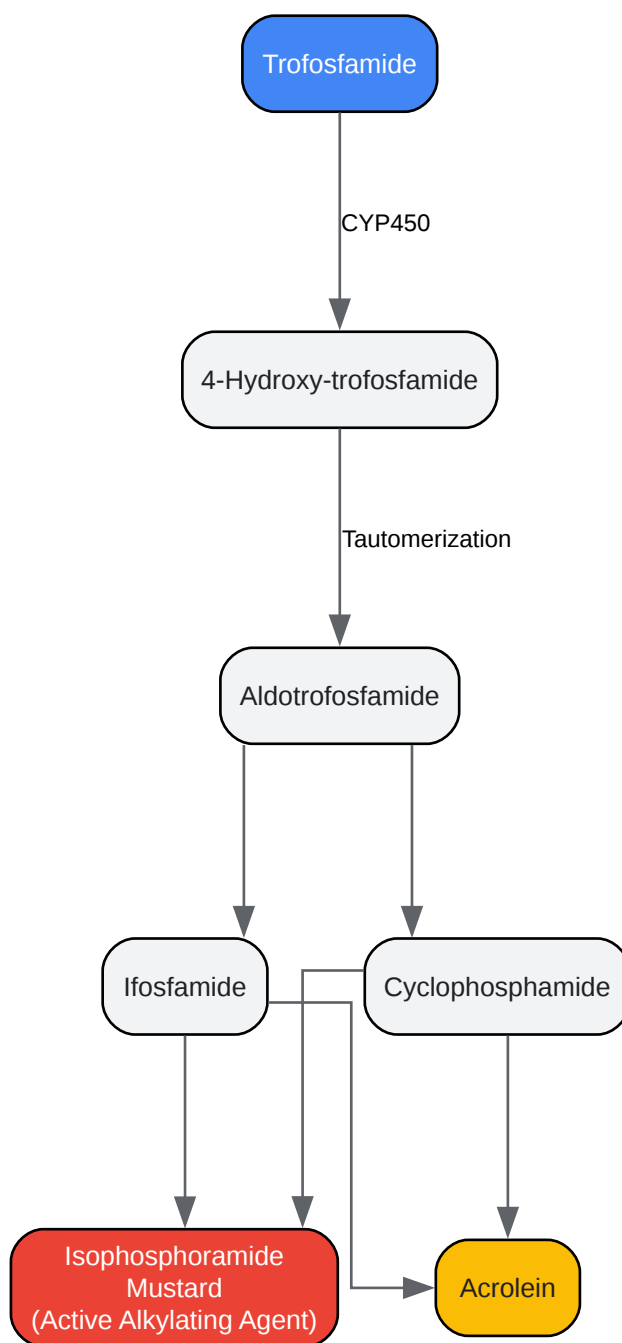 Trofosfamide
CYP450
4-Hydroxy-trofosfamide
Tautomerization
Aldotrofosfamide
Ifosfamide
Cyclophosphamide
Isophosphoramide
Mustard
(Active Alkylating Agent)
Acrolein